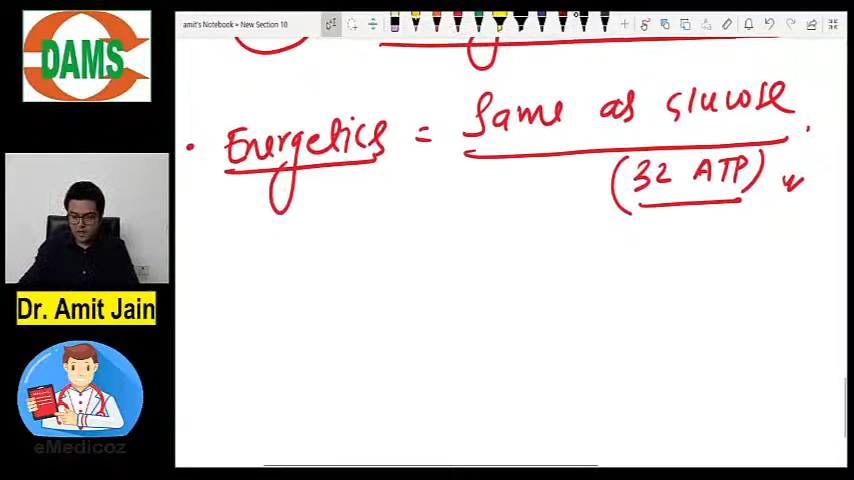 amit's Notebook > New Section 10
DAMS
• Energetics = Same as glucose.
(32 ATP)
Dr. Amit Jain
eMedicoz